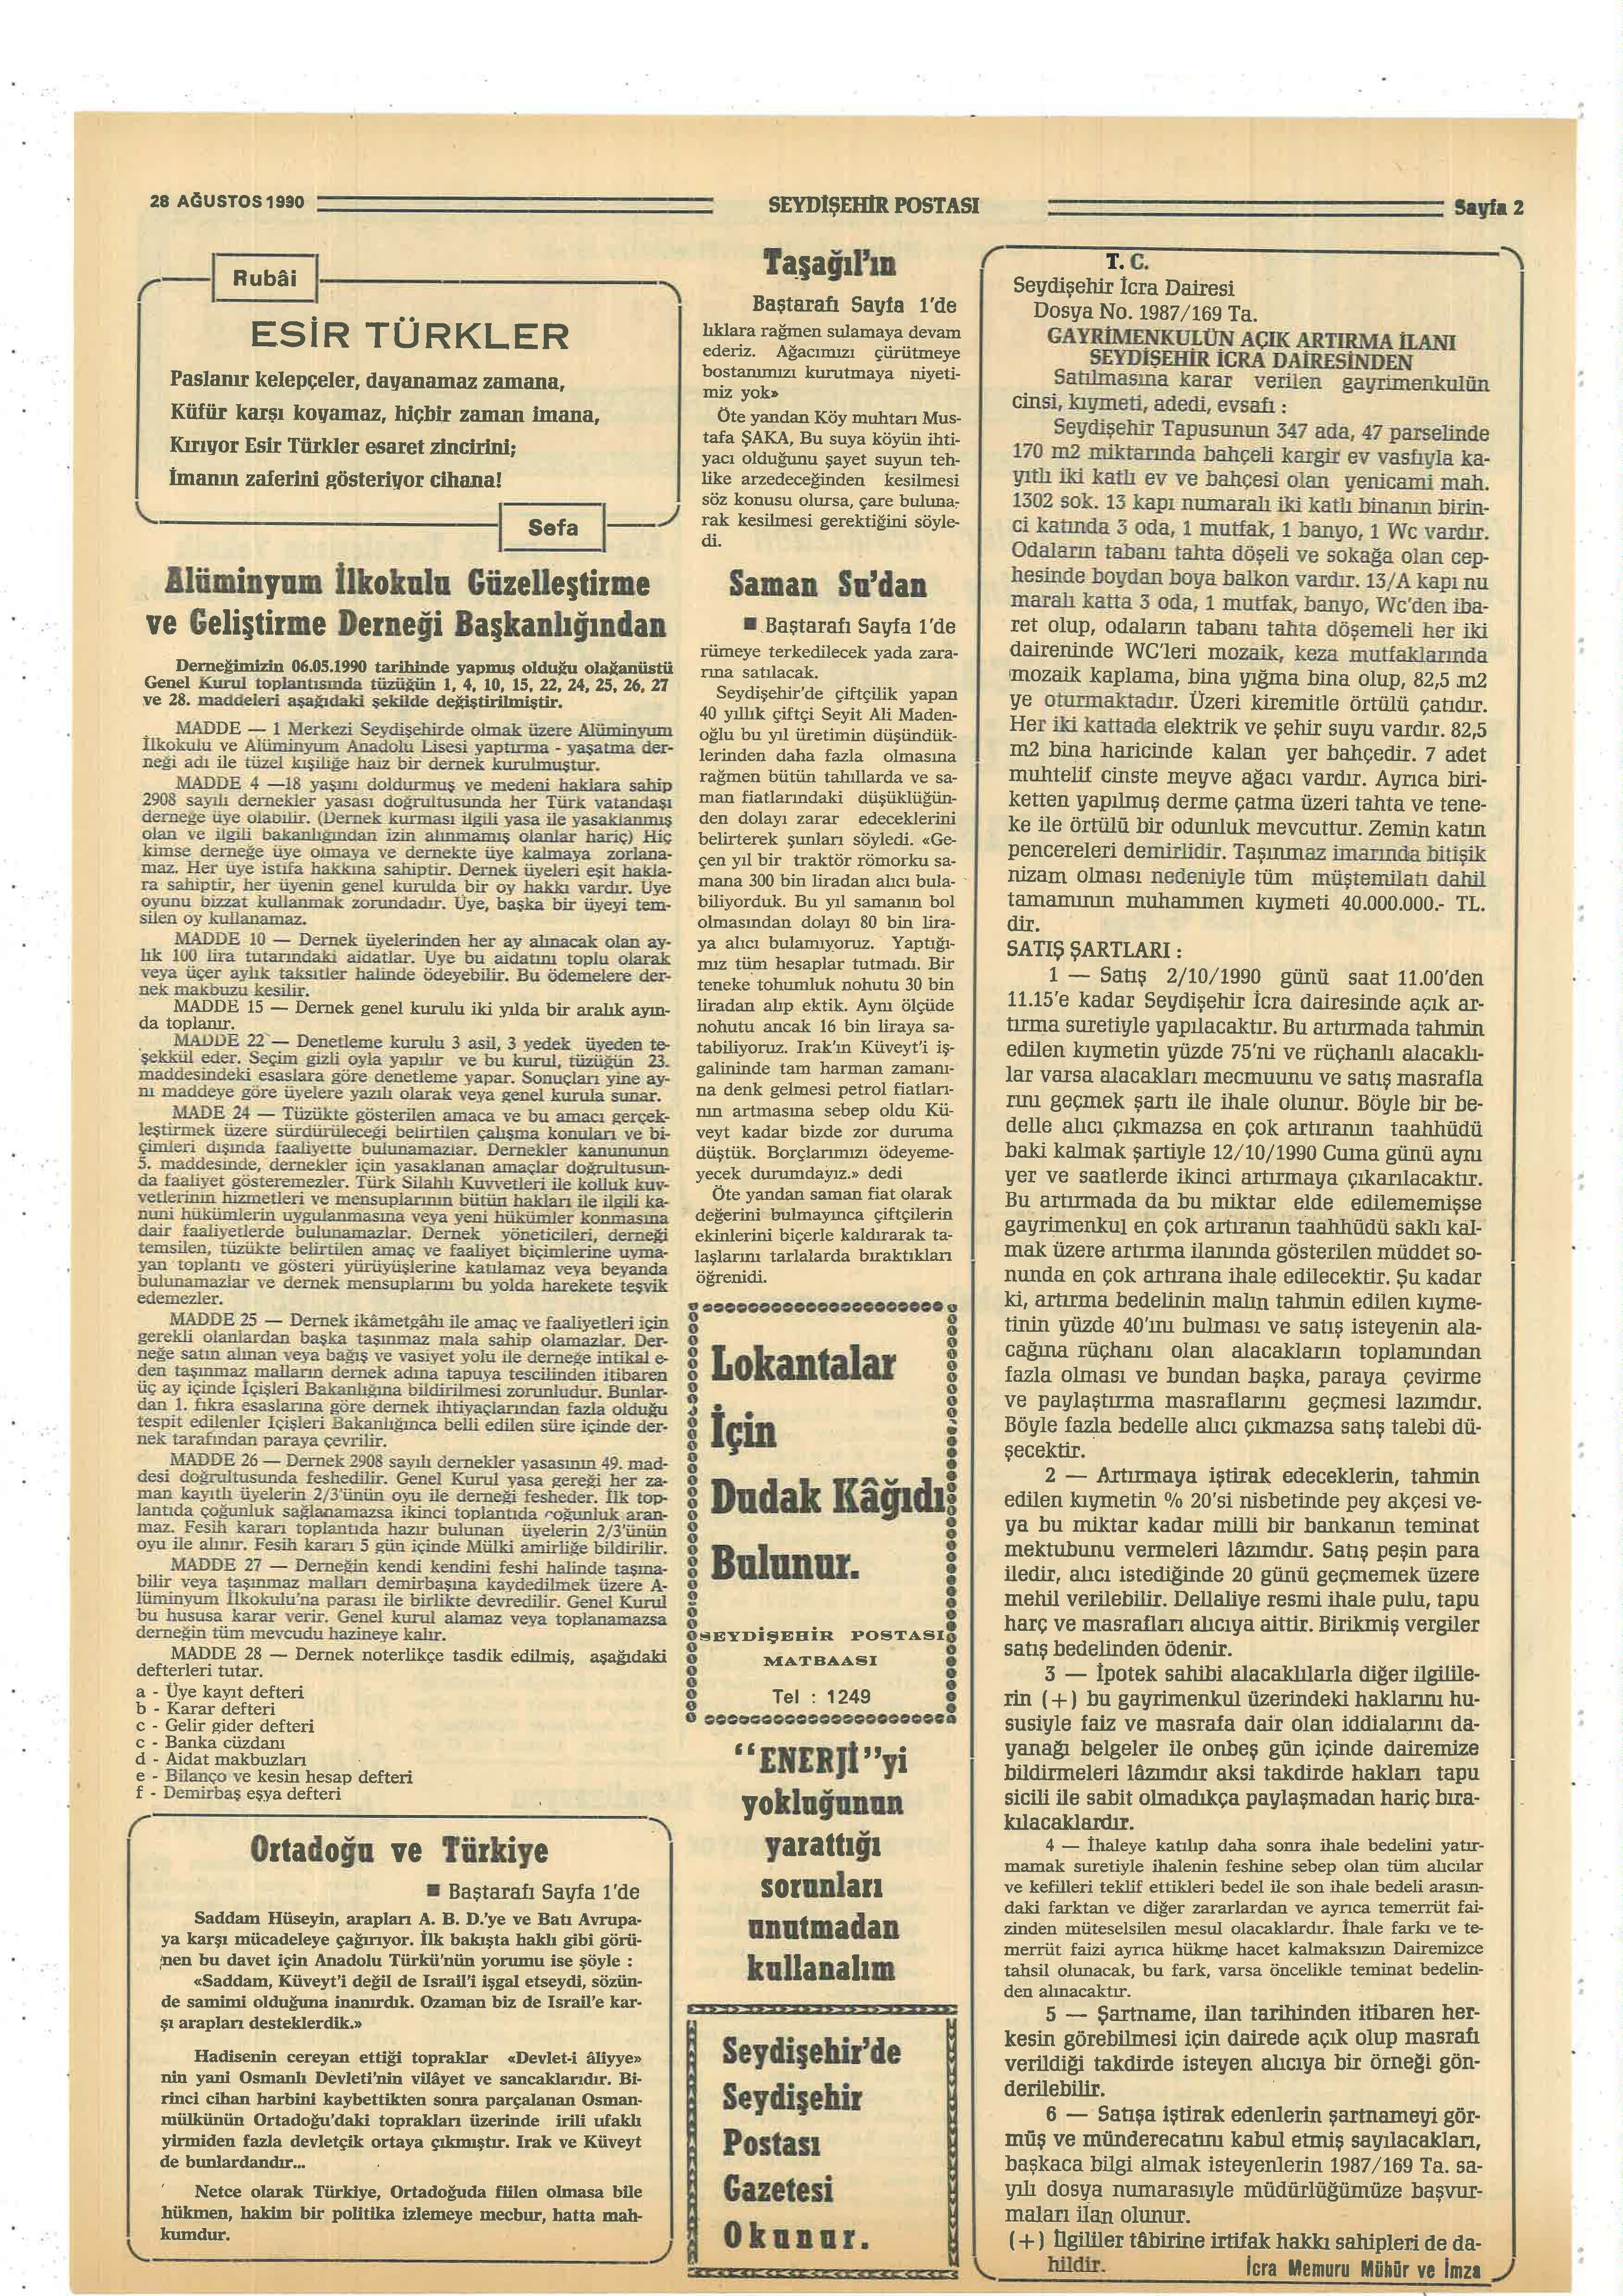 28 AĞUSTOS 1990
SEYDİŞEHİR POSTASI
Sayfa 2
Rubâi
ESİR TÜRKLER
Paslanır kelepçeler, dayanamaz zamana,
Küfür karşı koyamaz, hiçbir zaman imana,
Kırıyor Esir Türkler esaret zincirini;
İmanın zaferini gösteriyor cihana!
Sefa
Alüminyum İlkokulu Güzelleştirme
ve Geliştirme Derneği Başkanlığından
Derneğimizin 06.05.1990 tarihinde yapmış olduğu olağanüstü
Genel Kurul toplantısında tüzüğün 1, 4, 10, 15, 22, 24, 25, 26, 27
ve 28. maddeleri aşağıdaki şekilde değiştirilmiştir.
MADDE — 1 Merkezi Seydişehirde olmak üzere Alüminyum
İlkokulu ve Alüminyum Anadolu Lisesi yaptırma - yaşatma der-
neği adı ile tüzel kişiliğe haiz bir dernek kurulmuştur.
MADDE 4 —18 yaşını doldurmuş ve medeni haklara sahip
2908 sayılı dernekler yasası doğrultusunda her Türk vatandaşı
derneğe üye olabilir. (Dernek kurması ilgili yasa ile yasaklanmış
olan ve ilgili bakanlığından izin alınmamış olanlar hariç) Hiç
kimse derneğe üye olmaya ve dernekte üye kalmaya zorlana-
maz. Her üye istifa hakkına sahiptir. Dernek üyeleri eşit hakla-
ra sahiptir, her üyenin genel kurulda bir oy hakkı vardır. Üye
oyunu bizzat kullanmak zorundadır. Üye, başka bir üyeyi tem-
silen oy kullanamaz.
MADDE 10 — Dernek üyelerinden her ay alınacak olan ay-
lık 100 lira tutarındaki aidatlar. Üye bu aidatını toplu olarak
veya üçer aylık taksitler halinde ödeyebilir. Bu ödemelere der-
nek makbuzu kesilir.
MADDE 15 — Dernek genel kurulu iki yılda bir aralık ayın-
da toplanır.
MADDE 22 — Denetleme kurulu 3 asil, 3 yedek üyeden te-
şekkül eder. Seçim gizli oyla yapılır ve bu kurul, tüzüğün 23.
maddesindeki esaslara göre denetleme yapar. Sonuçları yine ay-
nı maddeye göre üyelere yazılı olarak veya genel kurula sunar.
MADE 24 — Tüzükte gösterilen amaca ve bu amacı gerçek-
leştirmek üzere sürdürüleceği belirtilen çalışma konuları ve bi-
çimleri dışında faaliyette bulunamazlar. Dernekler kanununun
5. maddesinde, dernekler için yasaklanan amaçlar doğrultusun-
da faaliyet gösteremezler. Türk Silahlı Kuvvetleri ile kolluk kuv-
vetlerinin hizmetleri ve mensuplarının bütün hakları ile ilgili ka-
nuni hükümlerin uygulanmasına veya yeni hükümler konmasına
dair faaliyetlerde bulunamazlar. Dernek yöneticileri, derneği
temsilen, tüzükte belirtilen amaç ve faaliyet biçimlerine uyma-
yan toplantı ve gösteri yürüyüşlerine katılamaz veya beyanda
bulunamazlar ve dernek mensuplarını bu yolda harekete teşvik
edemezler.
MADDE 25 — Dernek ikâmetgâhı ile amaç ve faaliyetleri için
gerekli olanlardan başka taşınmaz mala sahip olamazlar. Der-
neğe satın alınan veya bağış ve vasiyet yolu ile derneğe intikal e-
den taşınmaz malların dernek adına tapuya tescilinden itibaren
üç ay içinde İçişleri Bakanlığına bildirilmesi zorunludur. Bunlar-
dan 1. fıkra esaslarına göre dernek ihtiyaçlarından fazla olduğu
tespit edilenler İçişleri Bakanlığınca belli edilen süre içinde der-
nek tarafından paraya çevrilir.
MADDE 26 — Dernek 2908 sayılı dernekler yasasının 49. mad-
desi doğrultusunda feshedilir. Genel Kurul yasa gereği her za-
man kayıtlı üyelerin 2/3'ünün oyu ile derneği fesheder. İlk top-
lantıda çoğunluk sağlanamazsa ikinci toplantıda çoğunluk aran-
maz. Fesih kararı toplantıda hazır bulunan üyelerin 2/3'ünün
oyu ile alınır. Fesih kararı 5 gün içinde Mülki amirliğe bildirilir.
MADDE 27 — Derneğin kendi kendini feshi halinde taşına-
bilir veya taşınmaz malları demirbaşına kaydedilmek üzere A-
lüminyum İlkokulu'na parası ile birlikte devredilir. Genel Kurul
bu hususa karar verir. Genel kurul alamaz veya toplanamazsa
derneğin tüm mevcudu hazineye kalır.
MADDE 28 — Dernek noterlikçe tasdik edilmiş, aşağıdaki
defterleri tutar.
a - Üye kayıt defteri
b - Karar defteri
c - Gelir gider defteri
c - Banka cüzdanı
d - Aidat makbuzları
e - Bilanço ve kesin hesap defteri
f - Demirbaş eşya defteri
Ortadoğu ve Türkiye
■ Baştarafı Sayfa 1'de
Saddam Hüseyin, arapları A. B. D.'ye ve Batı Avrupa-
ya karşı mücadeleye çağırıyor. İlk bakışta haklı gibi görü-
nen bu davet için Anadolu Türkü'nün yorumu ise şöyle :
«Saddam, Küveyt'i değil de Israil'i işgal etseydi, sözün-
de samimi olduğuna inanırdık. Ozaman biz de Israil'e kar-
şı arapları desteklerdik.»
Hadisenin cereyan ettiği topraklar «Devlet-i âliyye»
nin yani Osmanlı Devleti'nin vilâyet ve sancaklarıdır. Bi-
rinci cihan harbini kaybettikten sonra parçalanan Osman-
mülkünün Ortadoğu'daki toprakları üzerinde irili ufaklı
yirmiden fazla devletçik ortaya çıkmıştır. Irak ve Küveyt
de bunlardandır...
Netce olarak Türkiye, Ortadoğuda fiilen olmasa bile
hükmen, hakim bir politika izlemeye mecbur, hatta mah-
kumdur.
Taşağıl'ın
Baştarafı Sayfa 1'de
lıklara rağmen sulamaya devam
ederiz. Ağacımızı çürütmeye
bostanımızı kurutmaya niyeti-
miz yok»
Öte yandan Köy muhtarı Mus-
tafa ŞAKA, Bu suya köyün ihti-
yacı olduğunu şayet suyun teh-
like arzedeceğinden kesilmesi
söz konusu olursa, çare buluna-
rak kesilmesi gerektiğini söyle-
di.
Saman Su'dan
■ Baştarafı Sayfa 1'de
rümeye terkedilecek yada zara-
rına satılacak.
Seydişehir'de çiftçilik yapan
40 yıllık çiftçi Seyit Ali Maden-
oğlu bu yıl üretimin düşündük-
lerinden daha fazla olmasına
rağmen bütün tahıllarda ve sa-
man fiatlarındaki düşüklüğün-
den dolayı zarar edeceklerini
belirterek şunları söyledi. «Ge-
çen yıl bir traktör römorku sa-
mana 300 bin liradan alıcı bula-
biliyorduk. Bu yıl samanın bol
olmasından dolayı 80 bin lira-
ya alıcı bulamıyoruz. Yaptığı-
mız tüm hesaplar tutmadı. Bir
teneke tohumluk nohutu 30 bin
liradan alıp ektik. Aynı ölçüde
nohutu ancak 16 bin liraya sa-
tabiliyoruz. Irak'ın Küveyt'i iş-
galininde tam harman zamanı-
na denk gelmesi petrol fiatları-
nın artmasına sebep oldu Kü-
veyt kadar bizde zor duruma
düştük. Borçlarımızı ödeyeme-
yecek durumdayız.» dedi
Öte yandan saman fiat olarak
değerini bulmayınca çiftçilerin
ekinlerini biçerle kaldırarak ta-
laşlarını tarlalarda bıraktıkları
öğrenidi.
Lokantalar
İçin
Dudak Kâğıdı
Bulunur.
SEYDİŞEHİR POSTASI
MATBAASI
Tel : 1249
“ENERJİ”yi
yokluğunun
yarattığı
sorunları
unutmadan
kullanalım
Seydişehir'de
Seydişehir
Postası
Gazetesi
Okunur.
T. C.
Seydişehir İcra Dairesi
Dosya No. 1987/169 Ta.
GAYRİMENKULÜN AÇIK ARTIRMA İLANI
SEYDİŞEHİR İCRA DAİRESİNDEN
Satılmasına karar verilen gayrimenkulün
cinsi, kıymeti, adedi, evsafı :
Seydişehir Tapusunun 347 ada, 47 parselinde
170 m2 miktarında bahçeli kargir ev vasfıyla ka-
yıtlı iki katlı ev ve bahçesi olan yenicami mah.
1302 sok. 13 kapı numaralı iki katlı binanın birin-
ci katında 3 oda, 1 mutfak, 1 banyo, 1 Wc vardır.
Odaların tabanı tahta döşeli ve sokağa olan cep-
hesinde boydan boya balkon vardır. 13/A kapı nu
maralı katta 3 oda, 1 mutfak, banyo, Wc'den iba-
ret olup, odaların tabanı tahta döşemeli her iki
daireninde WC'leri mozaik, keza mutfaklarında
mozaik kaplama, bina yığma bina olup, 82,5 m2
ye oturmaktadır. Üzeri kiremitle örtülü çatıdır.
Her iki kattada elektrik ve şehir suyu vardır. 82,5
m2 bina haricinde kalan yer bahçedir. 7 adet
muhtelif cinste meyve ağacı vardır. Ayrıca biri-
ketten yapılmış derme çatma üzeri tahta ve tene-
ke ile örtülü bir odunluk mevcuttur. Zemin katın
pencereleri demirlidir. Taşınmaz imarında bitişik
nizam olması nedeniyle tüm müştemilatı dahil
tamamının muhammen kıymeti 40.000.000.- TL.
dir.
SATIŞ ŞARTLARI :
1 — Satış 2/10/1990 günü saat 11.00'den
11.15'e kadar Seydişehir İcra dairesinde açık ar-
tırma suretiyle yapılacaktır. Bu artırmada tahmin
edilen kıymetin yüzde 75'ni ve rüçhanlı alacaklı-
lar varsa alacakları mecmuunu ve satış masrafla
rını geçmek şartı ile ihale olunur. Böyle bir be-
delle alıcı çıkmazsa en çok artıranın taahhüdü
baki kalmak şartiyle 12/10/1990 Cuma günü aynı
yer ve saatlerde ikinci artırmaya çıkarılacaktır.
Bu artırmada da bu miktar elde edilememişse
gayrimenkul en çok artıranın taahhüdü saklı kal-
mak üzere artırma ilanında gösterilen müddet so-
nunda en çok artırana ihale edilecektir. Şu kadar
ki, artırma bedelinin malın tahmin edilen kıyme-
tinin yüzde 40'ını bulması ve satış isteyenin ala-
cağına rüçhanı olan alacakların toplamından
fazla olması ve bundan başka, paraya çevirme
ve paylaştırma masraflarını geçmesi lazımdır.
Böyle fazla bedelle alıcı çıkmazsa satış talebi dü-
şecektir.
2 — Artırmaya iştirak edeceklerin, tahmin
edilen kıymetin % 20'si nisbetinde pey akçesi ve-
ya bu miktar kadar milli bir bankanın teminat
mektubunu vermeleri lâzımdır. Satış peşin para
iledir, alıcı istediğinde 20 günü geçmemek üzere
mehil verilebilir. Dellaliye resmi ihale pulu, tapu
harç ve masrafları alıcıya aittir. Birikmiş vergiler
satış bedelinden ödenir.
3 — İpotek sahibi alacaklılarla diğer ilgilile-
rin (+) bu gayrimenkul üzerindeki haklarını hu-
susiyle faiz ve masrafa dair olan iddialarını da-
yanağı belgeler ile onbeş gün içinde dairemize
bildirmeleri lâzımdır aksi takdirde hakları tapu
sicili ile sabit olmadıkça paylaşmadan hariç bıra-
kılacaklardır.
4 — İhaleye katılıp daha sonra ihale bedelini yatır-
mamak suretiyle ihalenin feshine sebep olan tüm alıcılar
ve kefilleri teklif ettikleri bedel ile son ihale bedeli arasın-
daki farktan ve diğer zararlardan ve ayrıca temerrüt fai-
zinden müteselsilen mesul olacaklardır. İhale farkı ve te-
merrüt faizi ayrıca hükme hacet kalmaksızın Dairemizce
tahsil olunacak, bu fark, varsa öncelikle teminat bedelin-
den alınacaktır.
5 — Şartname, ilan tarihinden itibaren her-
kesin görebilmesi için dairede açık olup masrafı
verildiği takdirde isteyen alıcıya bir örneği gön-
derilebilir.
6 — Satışa iştirak edenlerin şartnameyi gör-
müş ve münderecatını kabul etmiş sayılacakları,
başkaca bilgi almak isteyenlerin 1987/169 Ta. sa-
yılı dosya numarasıyle müdürlüğümüze başvur-
maları ilan olunur.
(+) İlgililer tâbirine irtifak hakkı sahipleri de da-
hildir.
İcra Memuru Mühür ve İmza